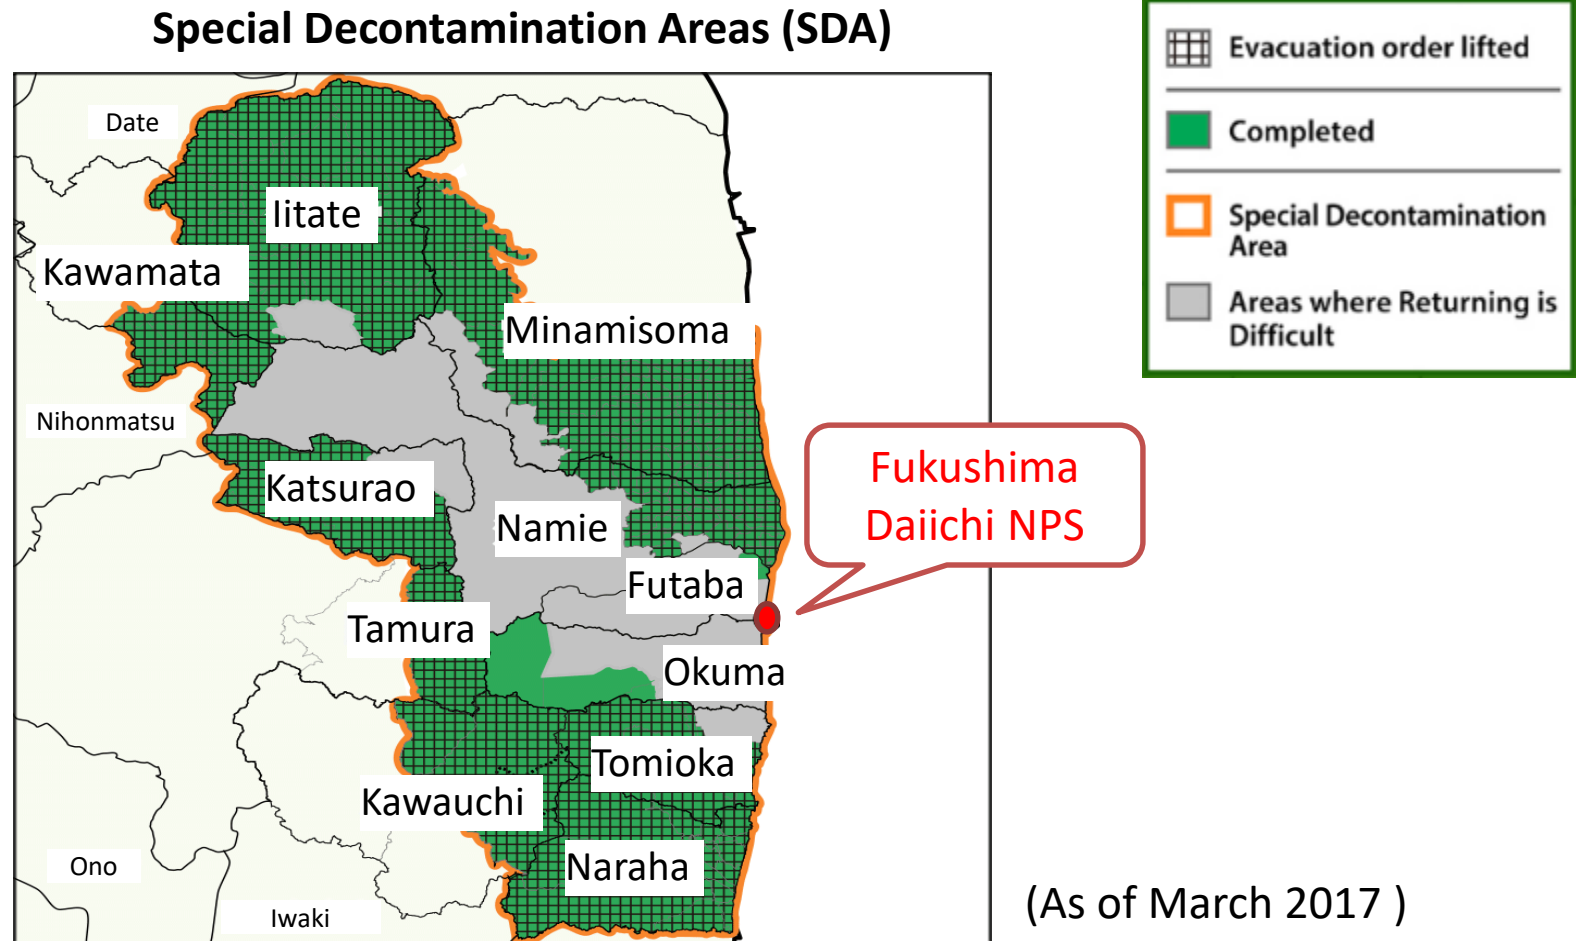 Special Decontamination Areas (SDA)
Evacuation order lifted
Completed
Special Decontamination
Area
Areas where Returning is
Difficult
Date
Iitate
Kawamata
Minamisoma
Nihonmatsu
Katsurao
Namie
Fukushima
Daiichi NPS
Futaba
Tamura
Okuma
Tomioka
Kawauchi
Naraha
Ono
Iwaki
(As of March 2017 )